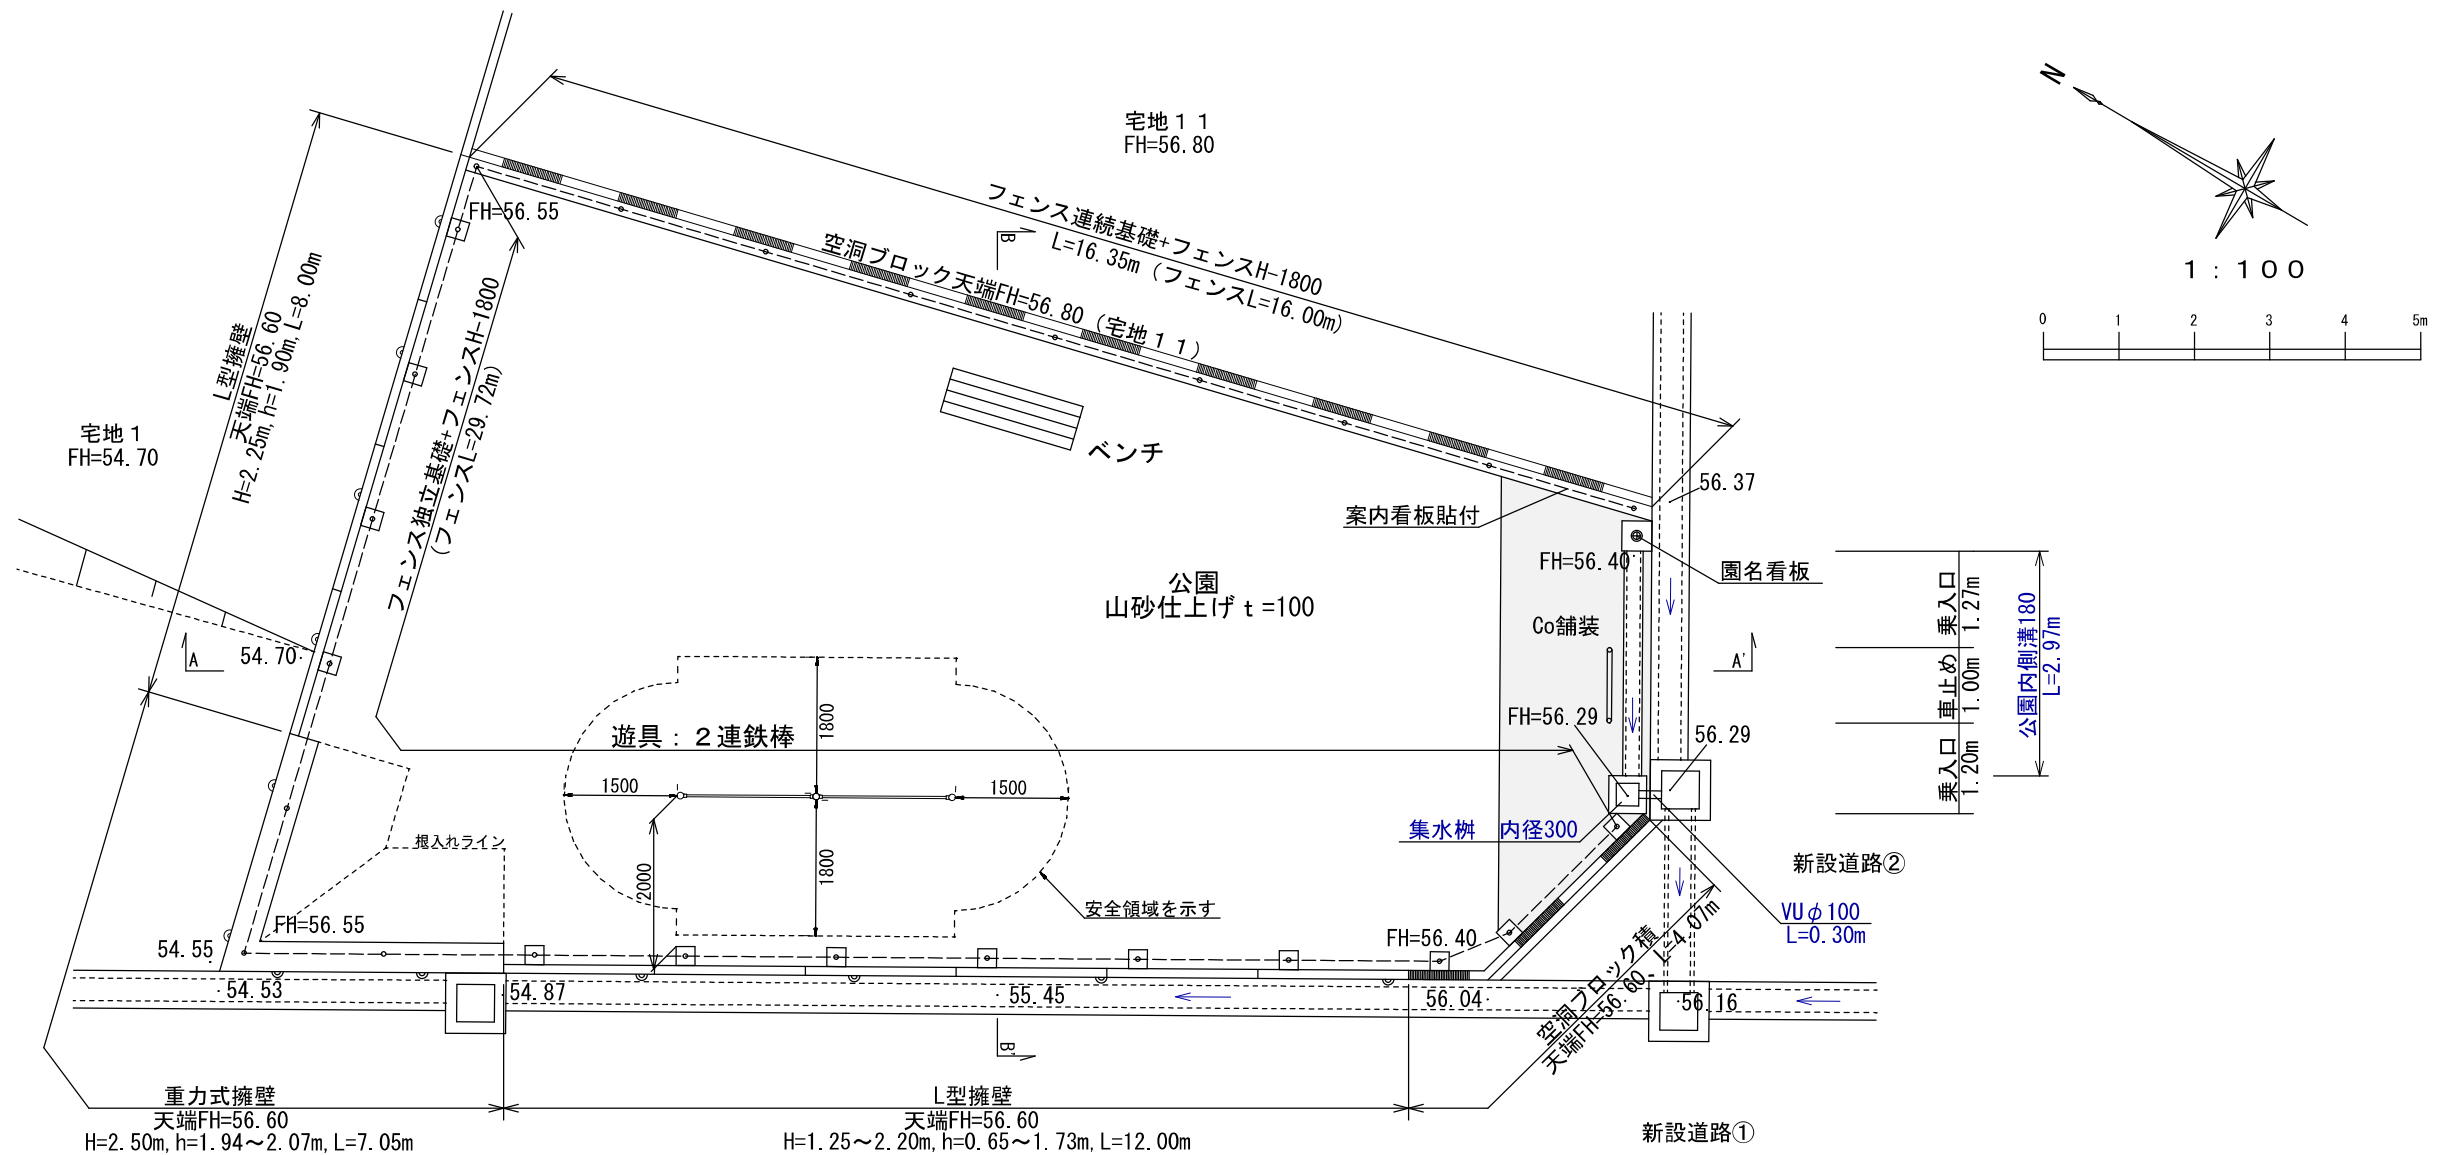 宅地１１
FH=56.80
N
１：１００
0 1 2 3 4 5m
フェンス連続基礎+フェンスH-1800
L=16.35m（フェンスL=16.00m）
空洞ブロック天端FH=56.80（宅地１１）
B
FH=56.55
L型擁壁
天端FH=56.60
H=2.25m, h=1.90m, L=8.00m
フェンス独立基礎+フェンスH-1800
（フェンスL=29.72m）
宅地１
FH=54.70
ベンチ
案内看板貼付
56.37
FH=56.40
園名看板
公園
山砂仕上げｔ=100
Co舗装
54.70
A
A'
乗入口
1.27m
車止め
1.00m
乗入口
1.20m
公園内側溝180
L=2.97m
FH=56.29
56.29
遊具：２連鉄棒
1800
1500
1500
1800
2000
集水桝　内径300
根入れライン
新設道路②
安全領域を示す
VUφ100
L=0.30m
FH=56.55
FH=56.40
54.55
54.53
54.87
55.45
56.04
56.16
空洞ブロック積
天端FH=56.60、L=4.07m
B'
重力式擁壁
天端FH=56.60
H=2.50m, h=1.94～2.07m, L=7.05m
L型擁壁
天端FH=56.60
H=1.25～2.20m, h=0.65～1.73m, L=12.00m
新設道路①